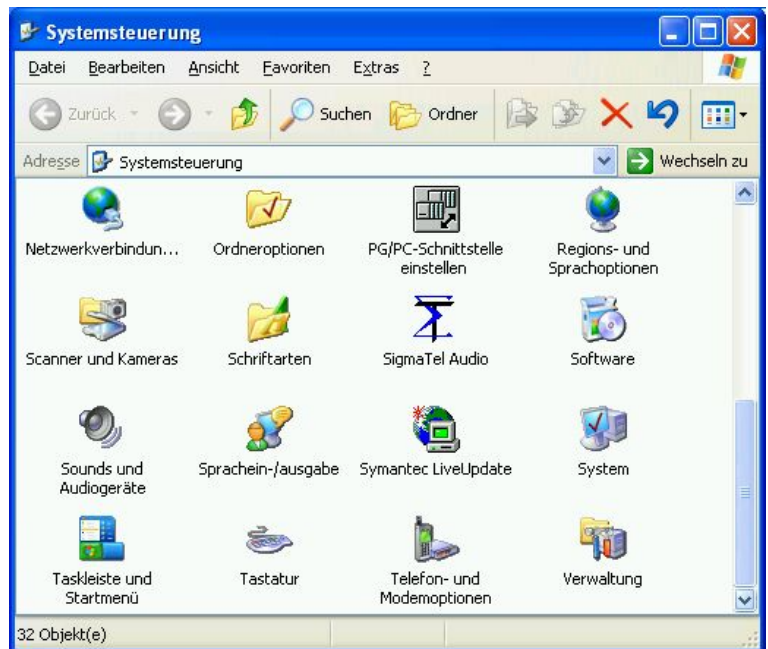 Systemsteuerung
Datei Bearbeiten Ansicht Favoriten Extras ?
Zurück Suchen Ordner
Adresse Systemsteuerung Wechseln zu
Netzwerkverbindun... Ordneroptionen PG/PC-Schnittstelle einstellen Regions- und Sprachoptionen
Scanner und Kameras Schriftarten SigmaTel Audio Software
Sounds und Audiogeräte Sprachein-/ausgabe Symantec LiveUpdate System
Taskleiste und Startmenü Tastatur Telefon- und Modemoptionen Verwaltung
32 Objekt(e)